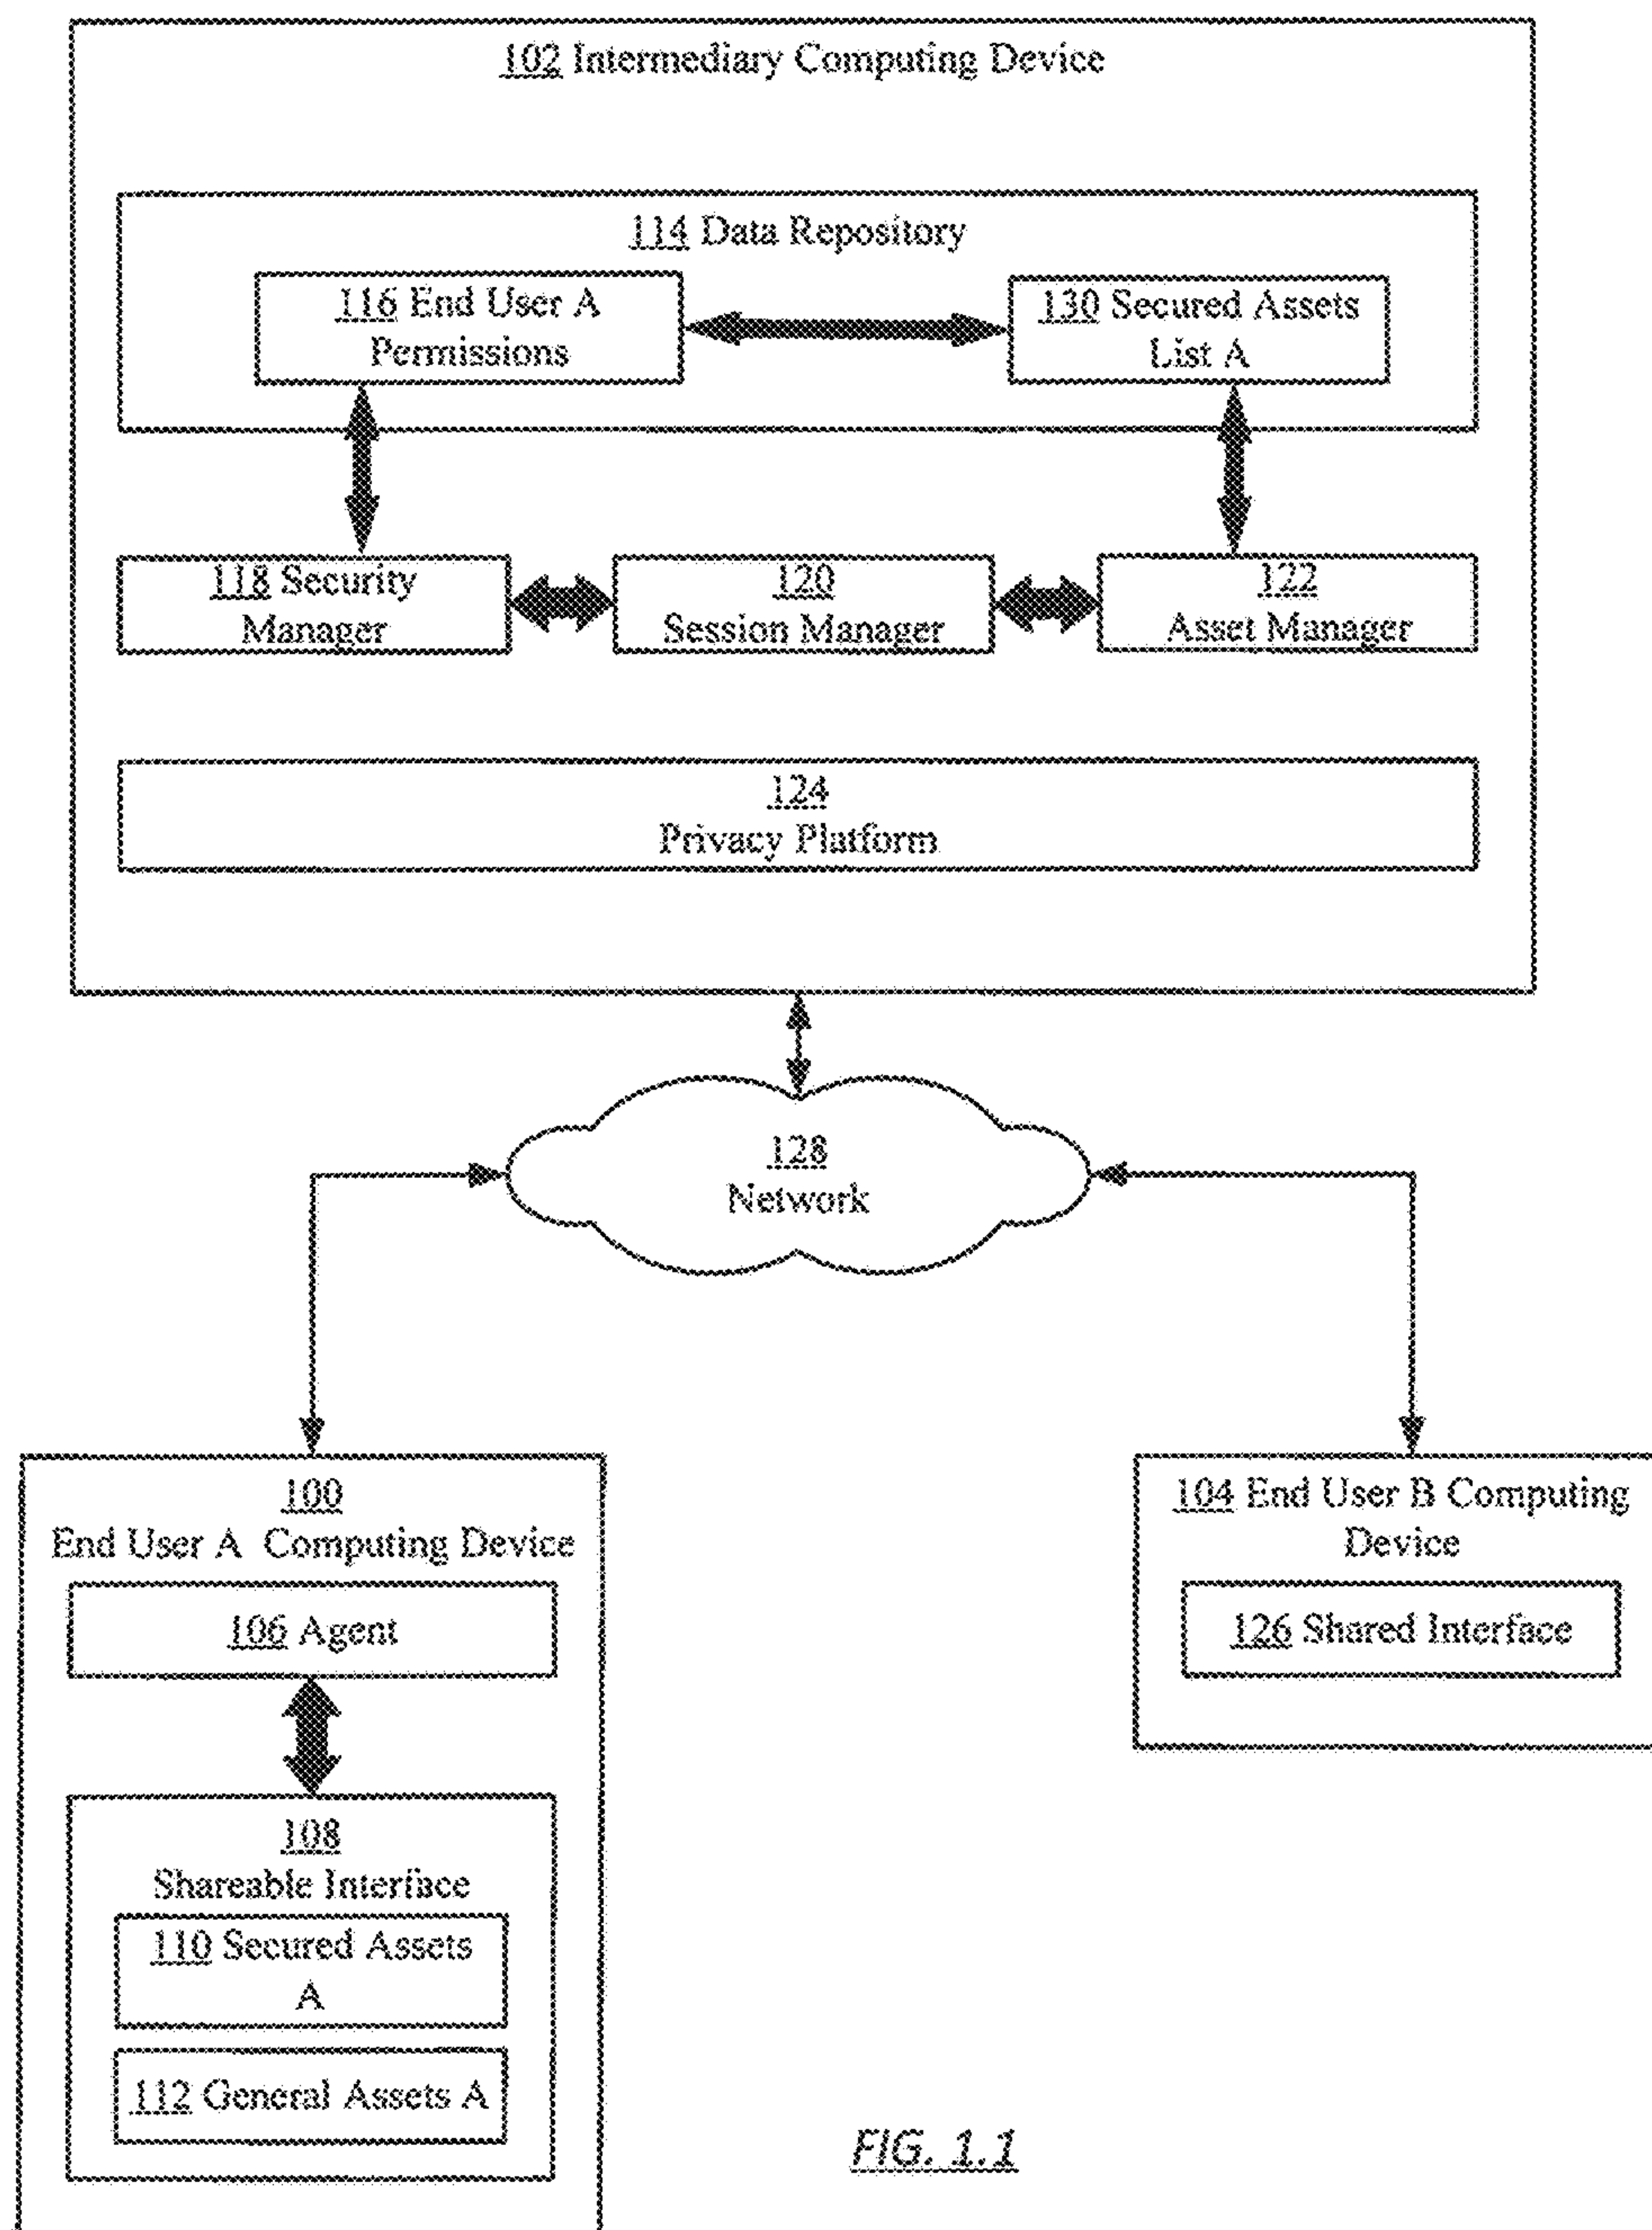 102 Intermediary Computing Device
114 Data Repository
116 End User A
Permissions
130 Secured Assets
List A
118 Security
Manager
120
Session Manager
122
Asset Manager
124
Privacy Platform
128
Network
100
End User A Computing Device
106 Agent
108
Shareable Interface
110 Secured Assets
A
112 General Assets A
104 End User B Computing
Device
126 Shared Interface
FIG. 1.1